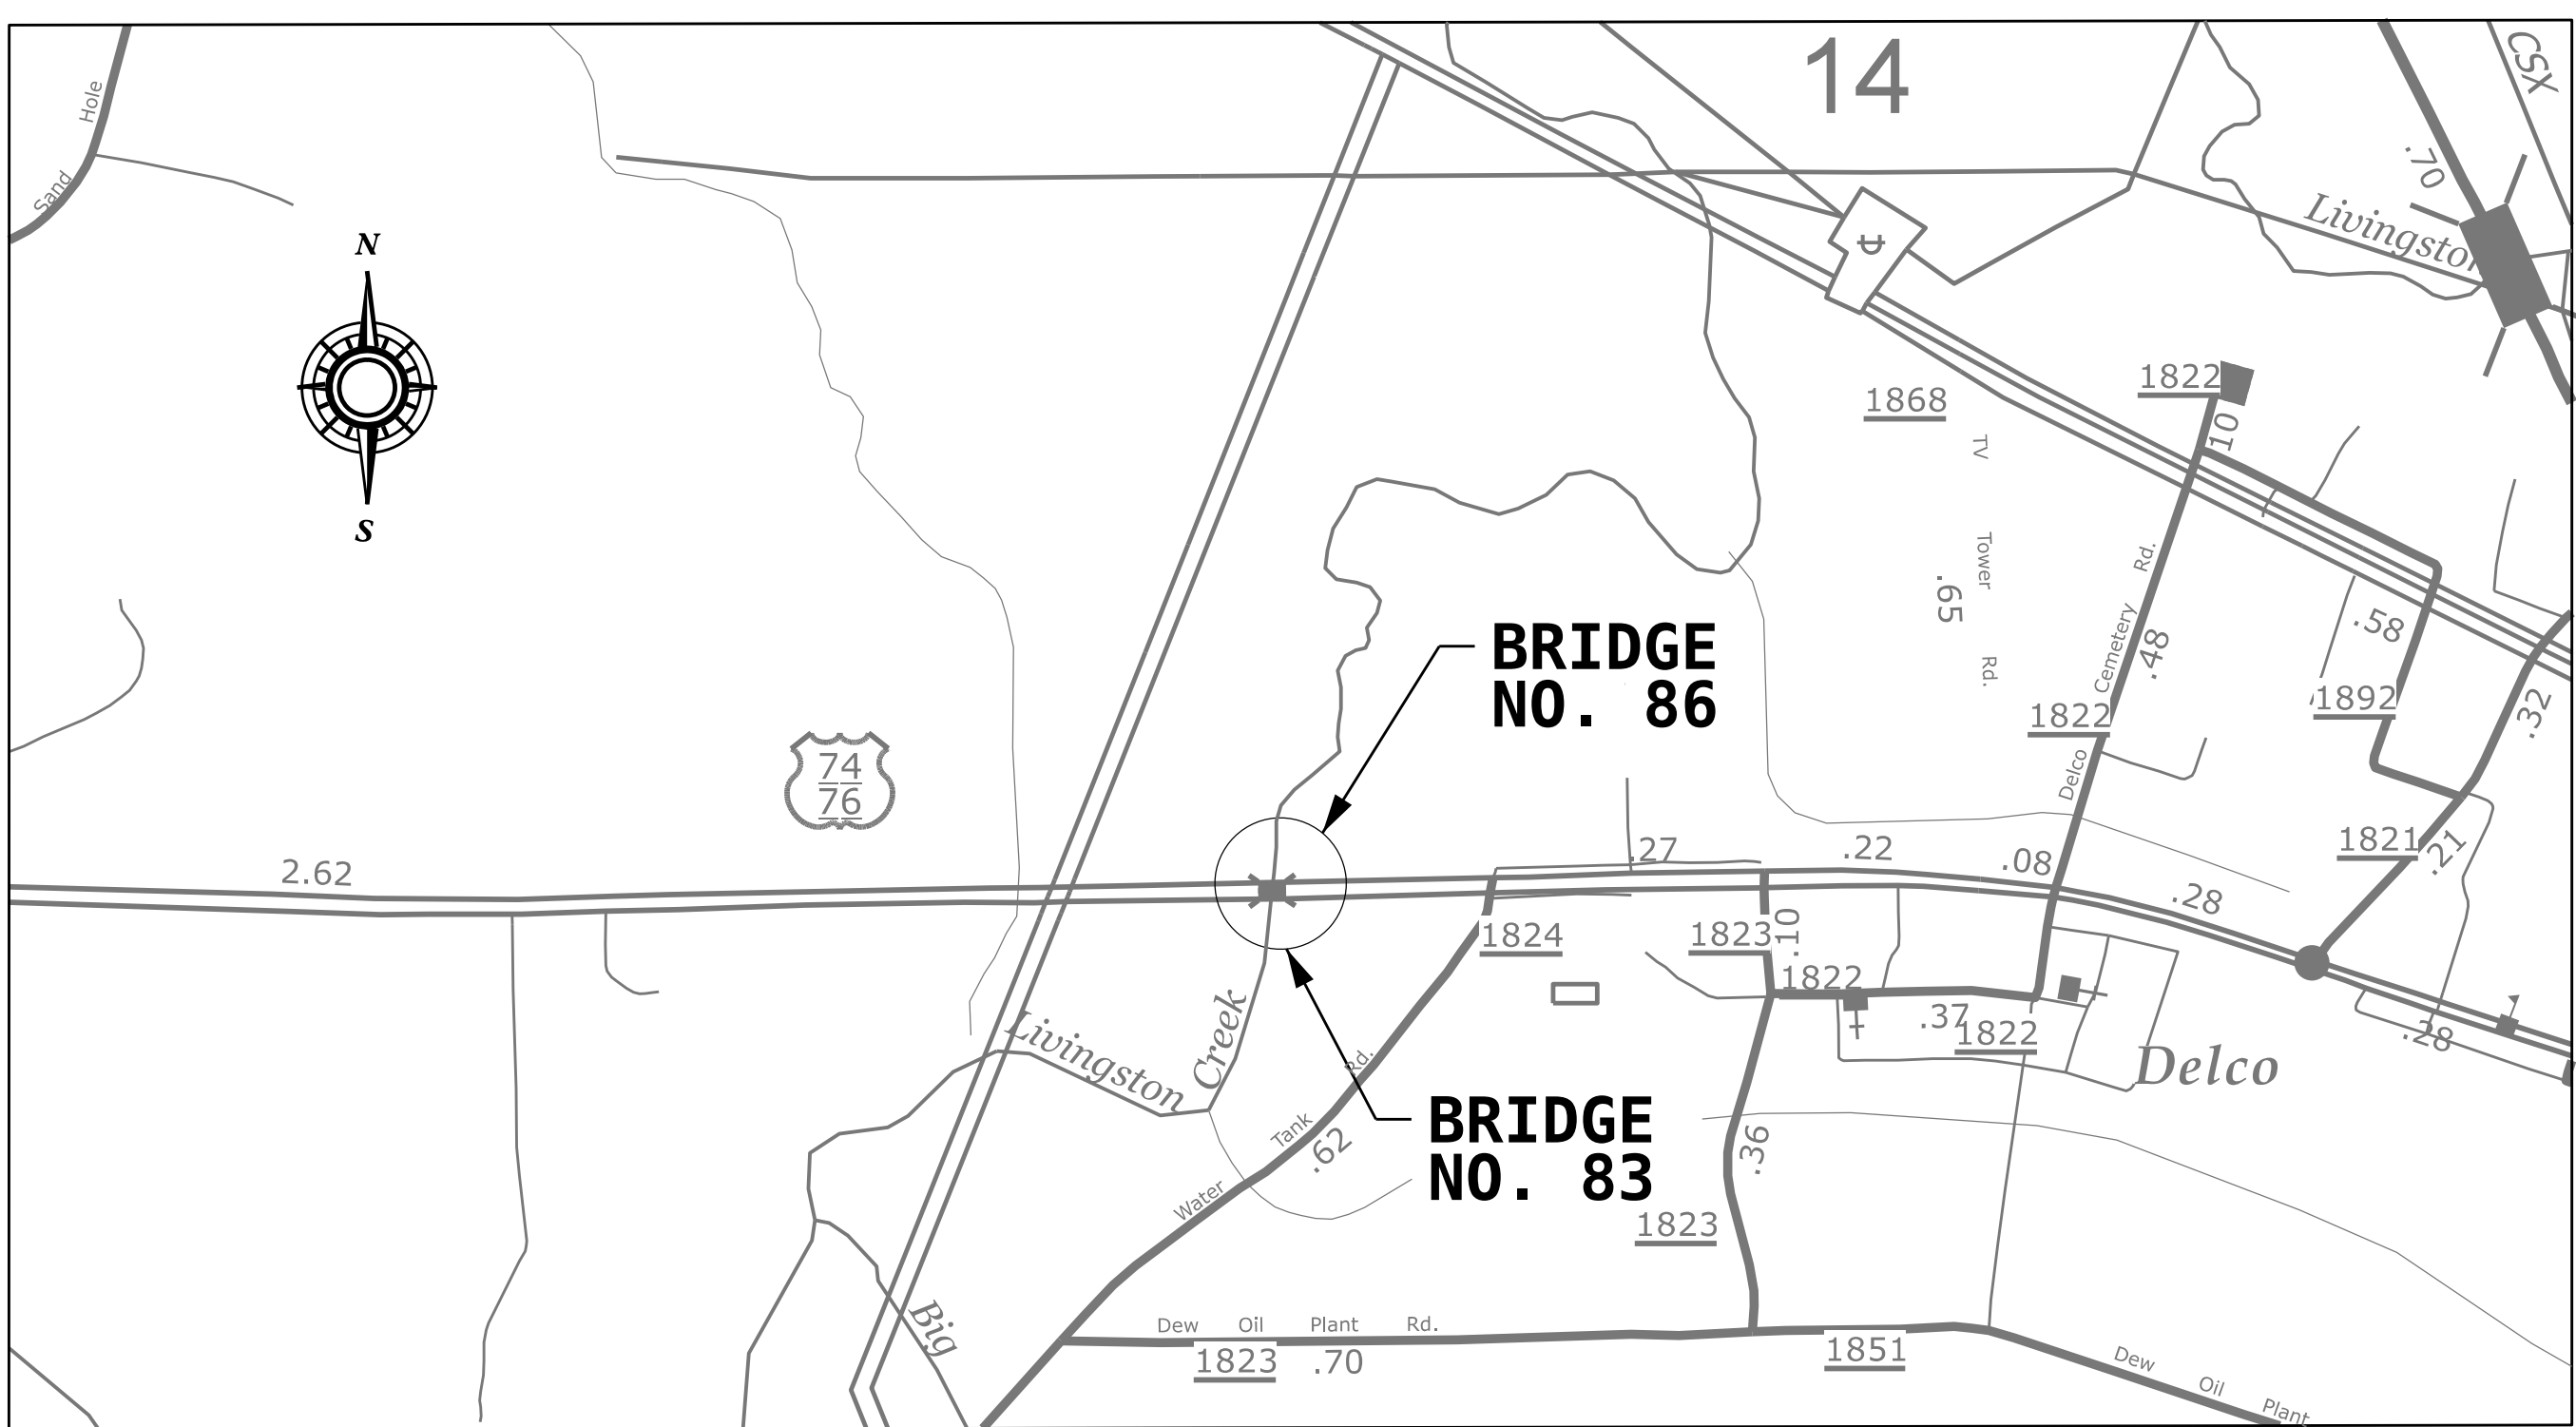 14
CSX
Hole
Sand
.70
Livingston
N
S
1822
1868
10
TV
Tower
Rd.
.65
Rd.
Cemetery
Delco
.48
.58
1822
1892
.32
BRIDGE
NO. 86
74
76
2.62
.27
.22
.08
.28
1821
.21
1824
1823
.10
1822
.37
1822
Delco
.28
Livingston
Creek
Rd.
Tank
Water
.62
BRIDGE
NO. 83
.36
1823
Big
Dew Oil Plant Rd.
1823 .70
1851
Dew Oil Plant